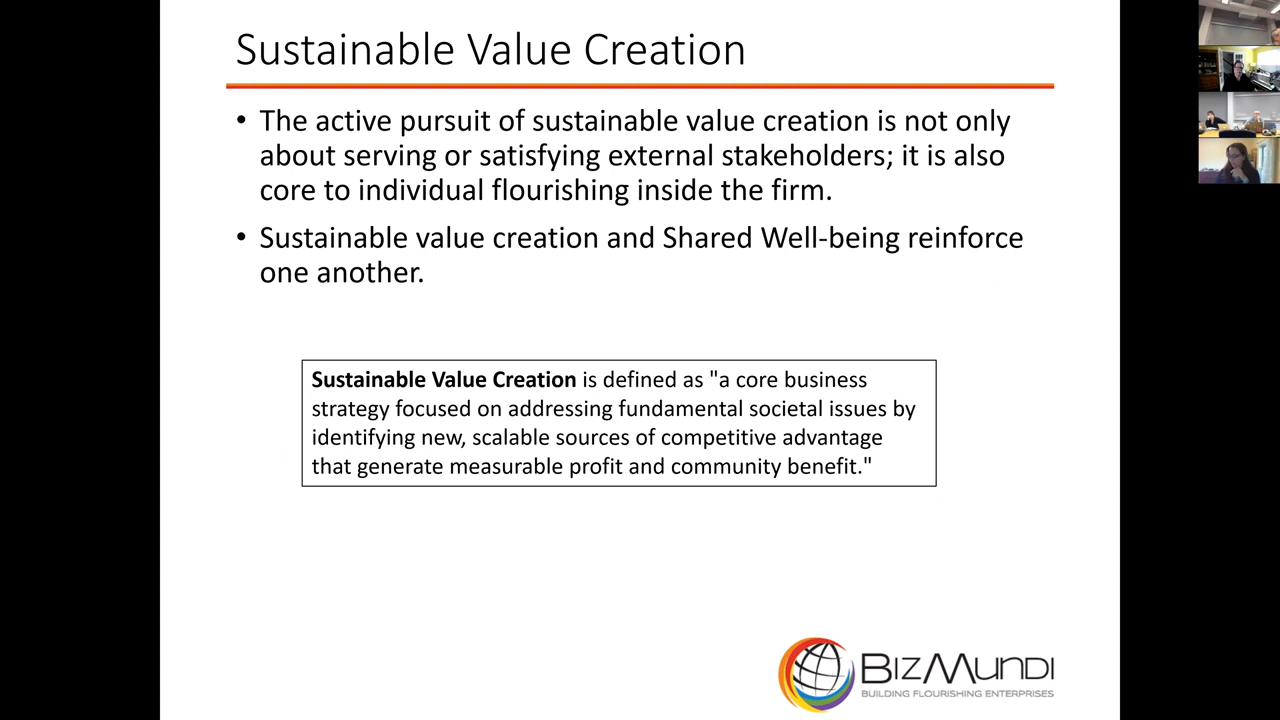 Sustainable Value Creation
• The active pursuit of sustainable value creation is not only
about serving or satisfying external stakeholders; it is also
core to individual flourishing inside the firm.
• Sustainable value creation and Shared Well-being reinforce
one another.
Sustainable Value Creation is defined as "a core business
strategy focused on addressing fundamental societal issues by
identifying new, scalable sources of competitive advantage
that generate measurable profit and community benefit."
BIZMUNDI
BUILDING FLOURISHING ENTERPRISES